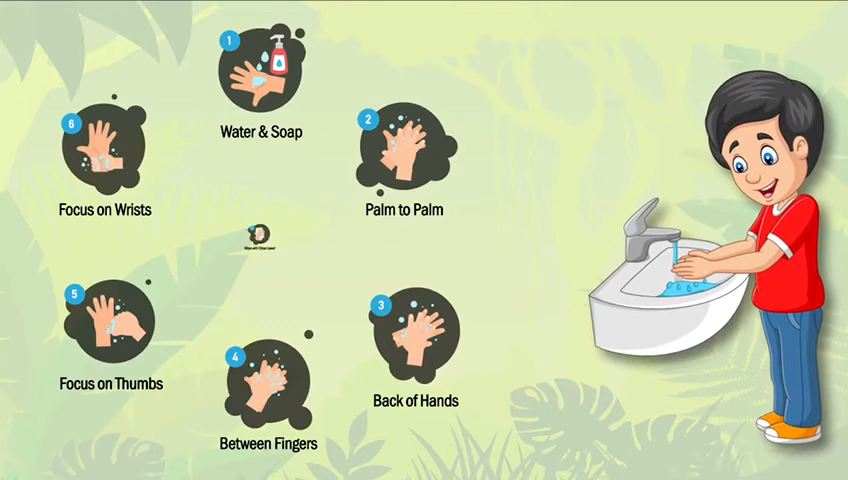 1
Water & Soap
2
Palm to Palm
3
Back of Hands
4
Between Fingers
5
Focus on Thumbs
6
Focus on Wrists